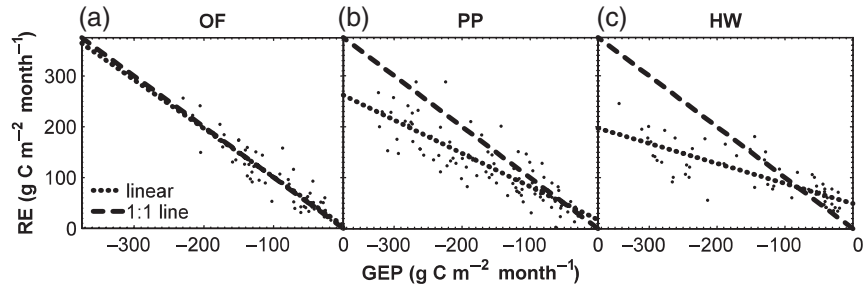 (a) OF (b) PP (c) HW
RE (g C m−2 month−1)
300
200
100
0
linear
1:1 line
−300 −200 −100 0 −300 −200 −100 0 −300 −200 −100 0
GEP (g C m−2 month−1)